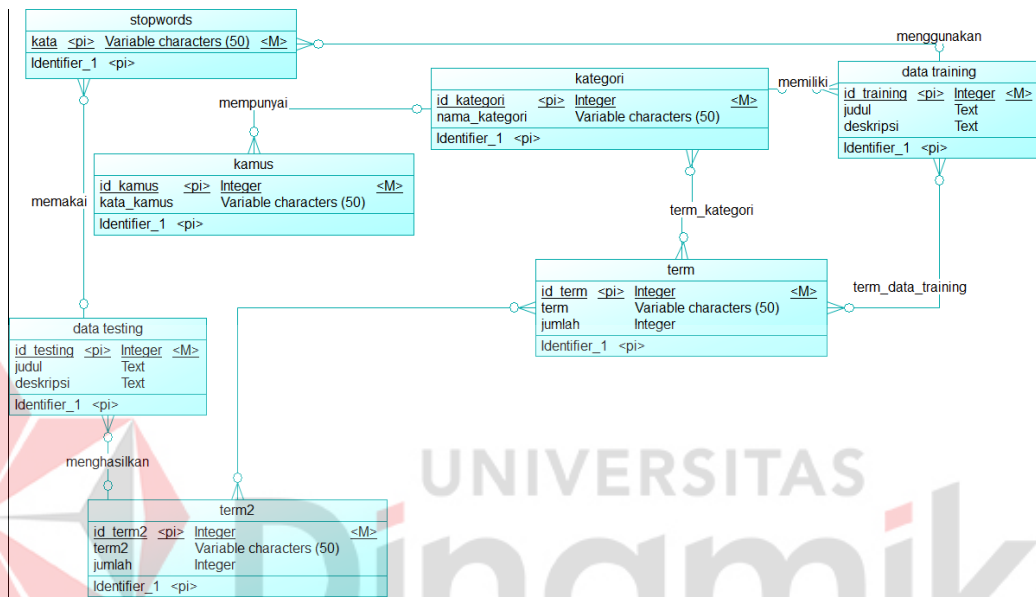 stopwords
kata <pi> Variable characters (50) <M>
Identifier_1 <pi>
menggunakan
data training
id_training <pi> Integer <M>
judul Text
deskripsi Text
Identifier_1 <pi>
memiliki
kategori
id_kategori <pi> Integer <M>
nama_kategori Variable characters (50)
Identifier_1 <pi>
mempunyai
kamus
id_kamus <pi> Integer <M>
kata_kamus Variable characters (50)
Identifier_1 <pi>
memakai
term_kategori
term
id_term <pi> Integer <M>
term Variable characters (50)
jumlah Integer
Identifier_1 <pi>
term_data_training
data testing
id_testing <pi> Integer <M>
judul Text
deskripsi Text
Identifier_1 <pi>
menghasilkan
term2
id_term2 <pi> Integer <M>
term2 Variable characters (50)
jumlah Integer
Identifier_1 <pi>
UNIVERSITAS
Dinamik